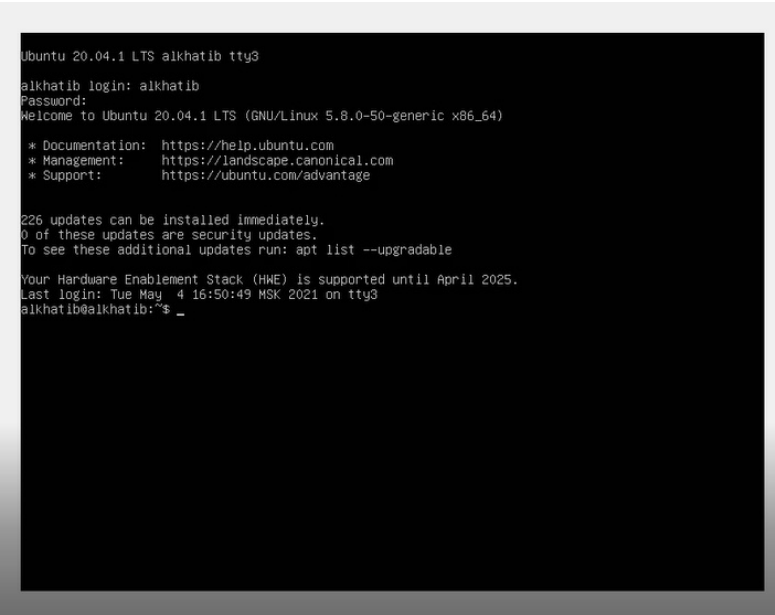 Ubuntu 20.04.1 LTS alkhatib tty3
alkhatib login: alkhatib
Password:
Welcome to Ubuntu 20.04.1 LTS (GNU/Linux 5.8.0-50-generic x86_64)
* Documentation:  https://help.ubuntu.com
* Management:     https://landscape.canonical.com
* Support:        https://ubuntu.com/advantage
226 updates can be installed immediately.
0 of these updates are security updates.
To see these additional updates run: apt list --upgradable
Your Hardware Enablement Stack (HWE) is supported until April 2025.
Last login: Tue May  4 16:50:49 MSK 2021 on tty3
alkhatib@alkhatib:~$ _